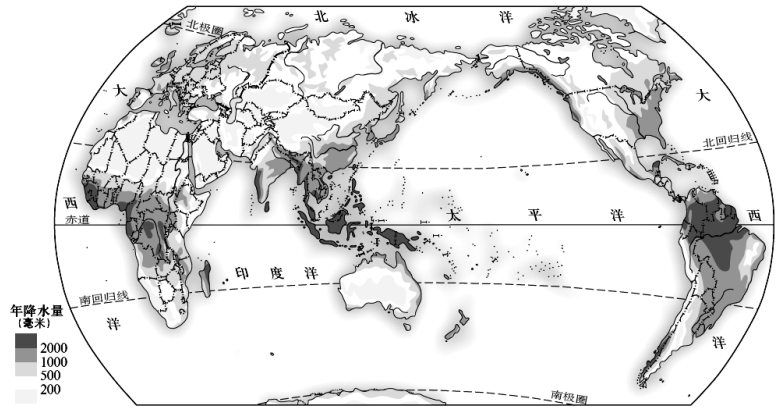 北 冰 洋
北极圈
大
大
北回归线
西
赤道
太 平 洋
西
印 度 洋
南回归线
洋
洋
南极圈
年降水量
(毫米)
2000
1000
500
200